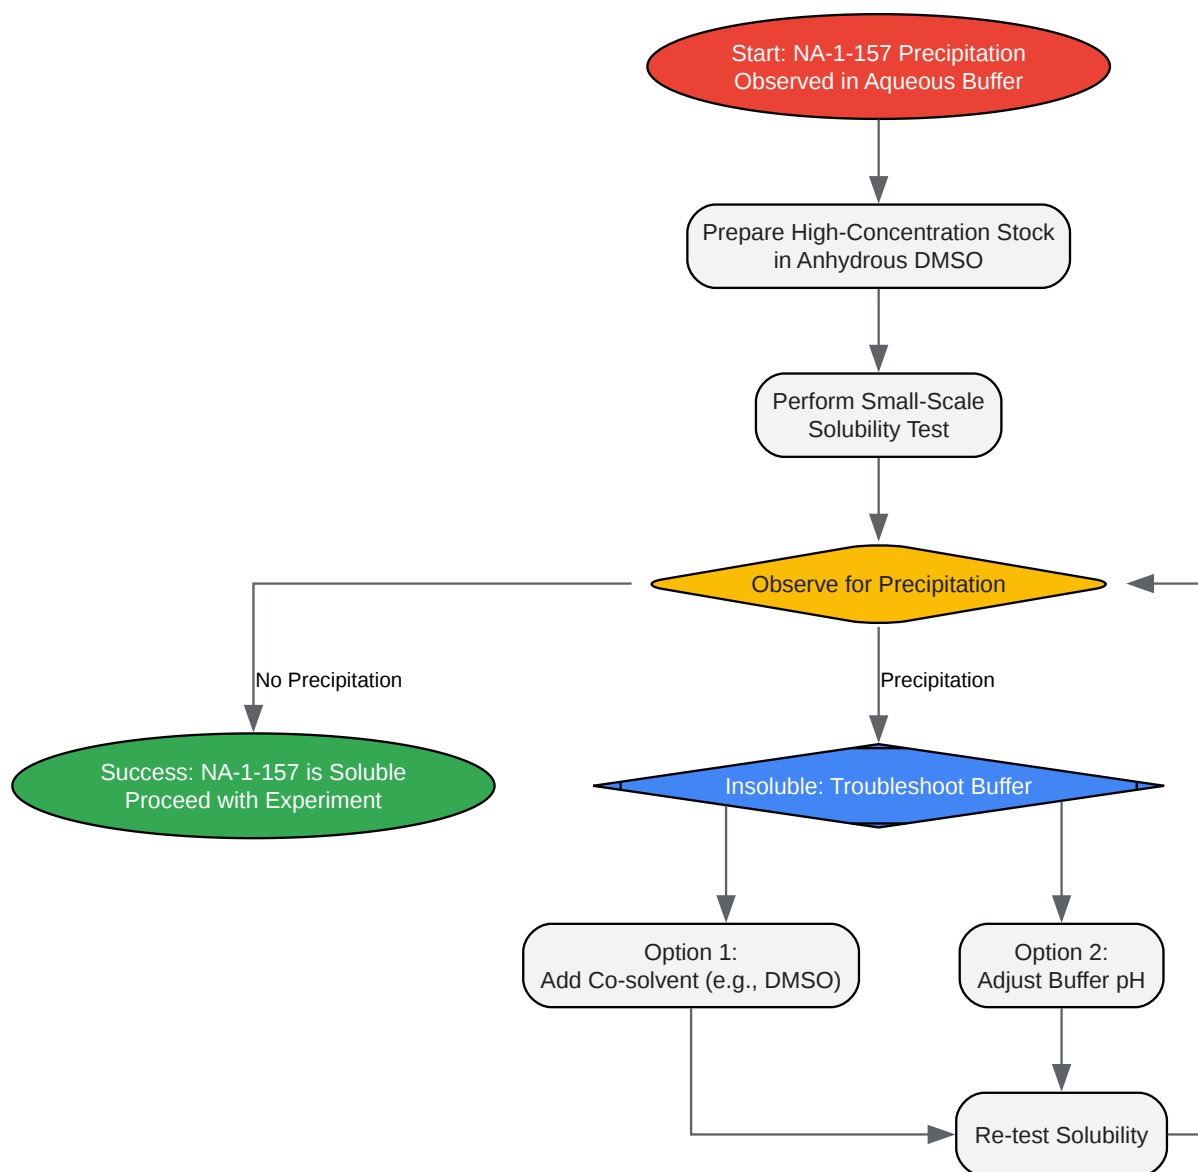 Start: NA-1-157 Precipitation
Observed in Aqueous Buffer
Prepare High-Concentration Stock
in Anhydrous DMSO
Perform Small-Scale
Solubility Test
Observe for Precipitation
No Precipitation
Precipitation
Success: NA-1-157 is Soluble
Proceed with Experiment
Insoluble: Troubleshoot Buffer
Option 1:
Add Co-solvent (e.g., DMSO)
Option 2:
Adjust Buffer pH
Re-test Solubility